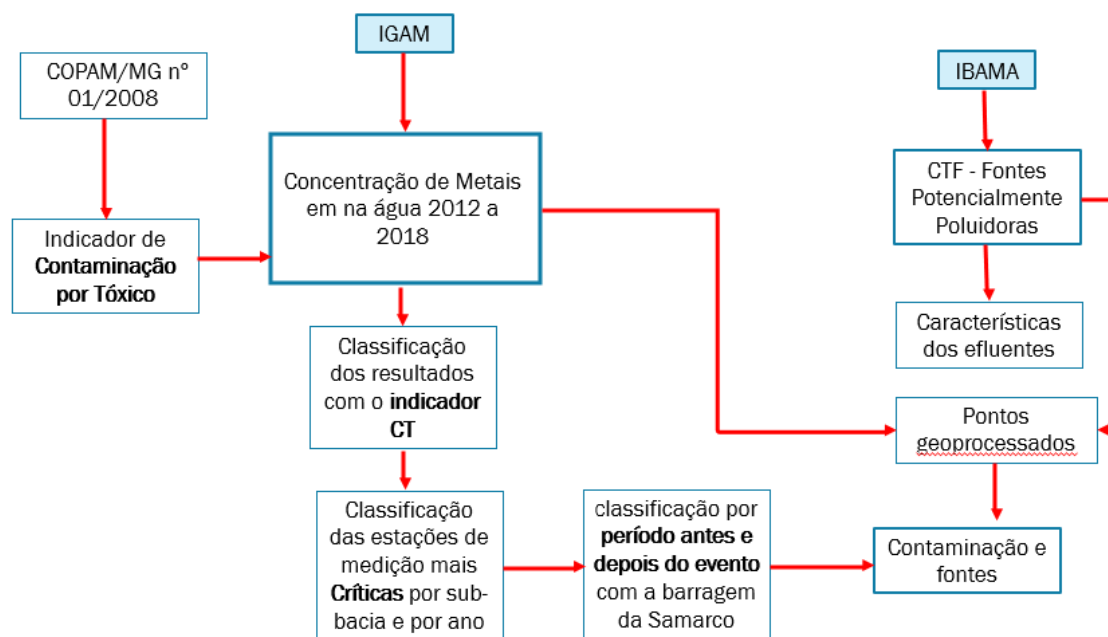 IGAM
COPAM/MG n°
01/2008
IBAMA
Concentração de Metais
em na água 2012 a
2018
CTF - Fontes
Potencialmente
Poluidoras
Indicador de
Contaminação
por Tóxico
Características
dos efluentes
Classificação
dos resultados
com o indicador
CT
Pontos
geoprocessados
Classificação
das estações de
medição mais
Críticas por sub-
bacia e por ano
classificação por
período antes e
depois do evento
com a barragem
da Samarco
Contaminação e
fontes